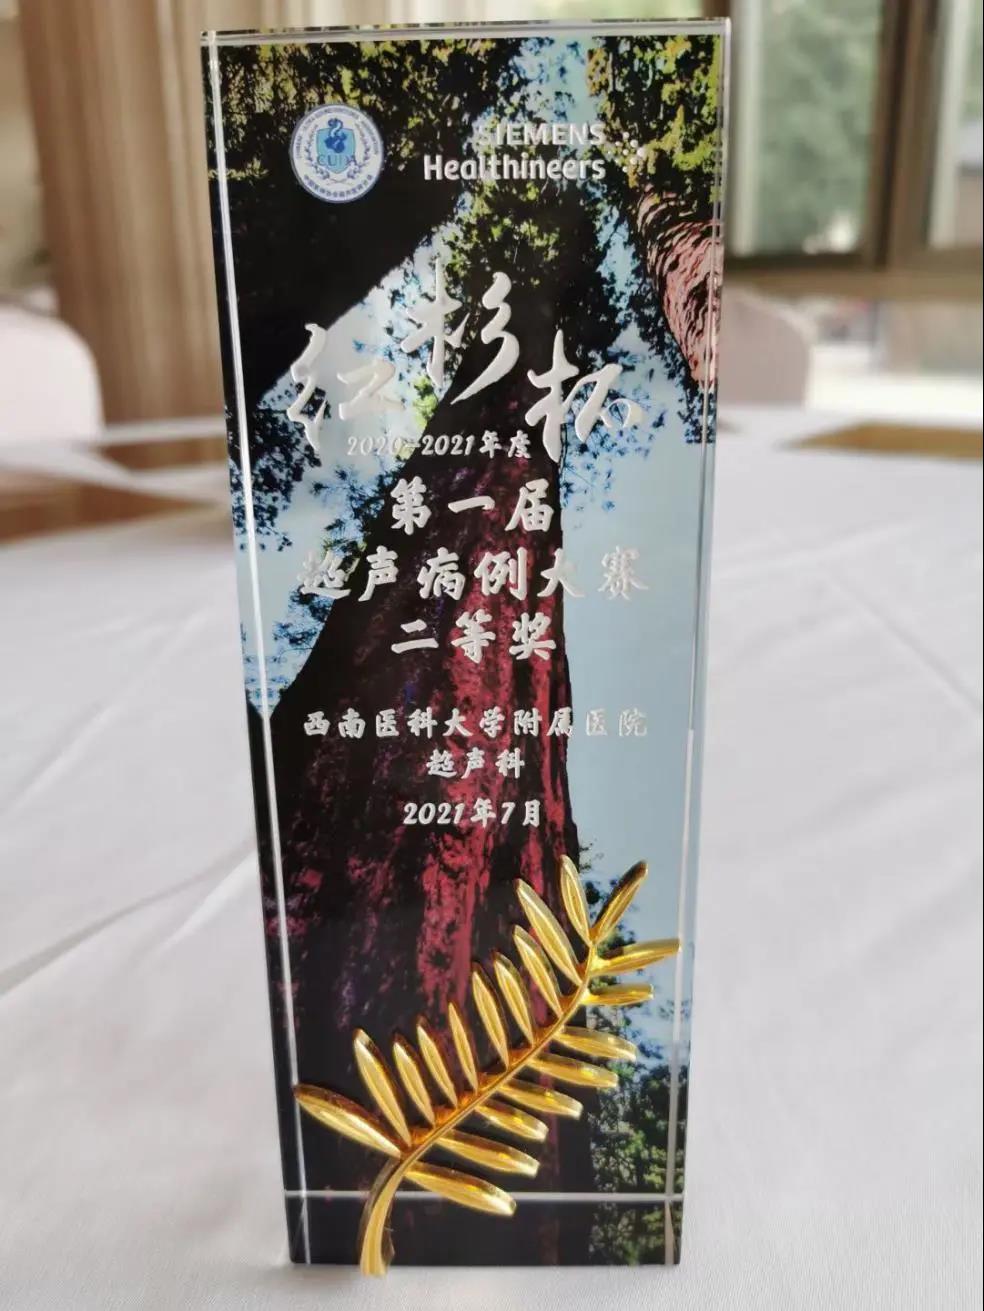 CUDA
SIEMENS
Healthineers
红杉杯
2020-2021年度
第一届
超声病例大赛
二等奖
西南医科大学附属医院
超声科
2021年7月